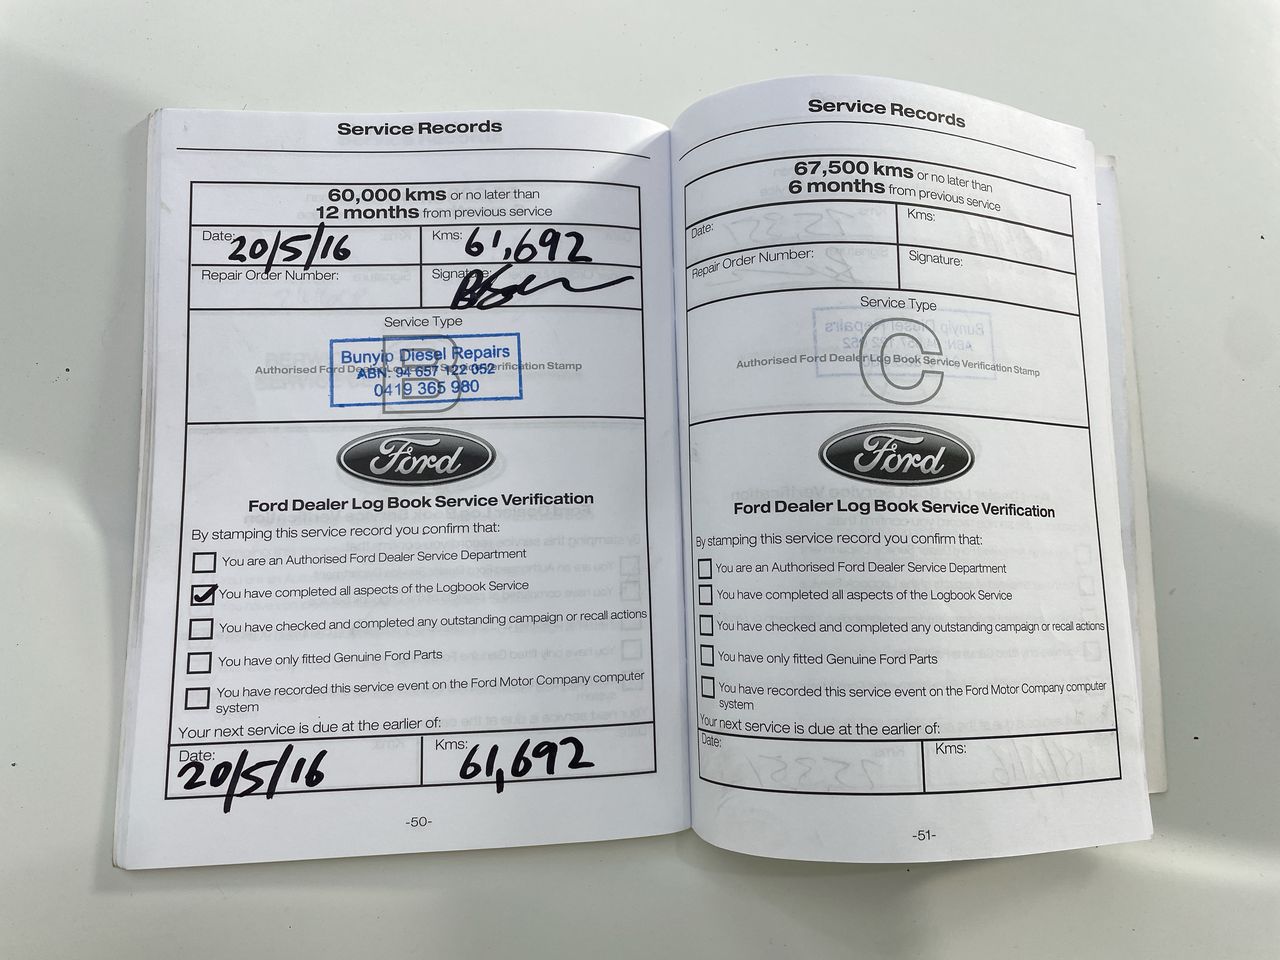 Service Records
60,000 kms or no later than
12 months from previous service
Date: 20/5/16 Kms: 61,692
Repair Order Number: Signature:
Service Type
B
Authorised Ford Dealer Log Book Service Verification Stamp
Bunyip Diesel Repairs
ABN: 94 657 122 052
0419 365 980
Ford
Ford Dealer Log Book Service Verification
By stamping this service record you confirm that:
You are an Authorised Ford Dealer Service Department
You have completed all aspects of the Logbook Service
You have checked and completed any outstanding campaign or recall actions
You have only fitted Genuine Ford Parts
You have recorded this service event on the Ford Motor Company computer
system
Your next service is due at the earlier of:
Date: 20/5/16 Kms: 61,692
-50-
Service Records
67,500 kms or no later than
6 months from previous service
Date: Kms:
Repair Order Number: Signature:
Service Type
C
Authorised Ford Dealer Log Book Service Verification Stamp
Ford
Ford Dealer Log Book Service Verification
By stamping this service record you confirm that:
You are an Authorised Ford Dealer Service Department
You have completed all aspects of the Logbook Service
You have checked and completed any outstanding campaign or recall actions
You have only fitted Genuine Ford Parts
You have recorded this service event on the Ford Motor Company computer
system
Your next service is due at the earlier of:
Date: Kms:
-51-